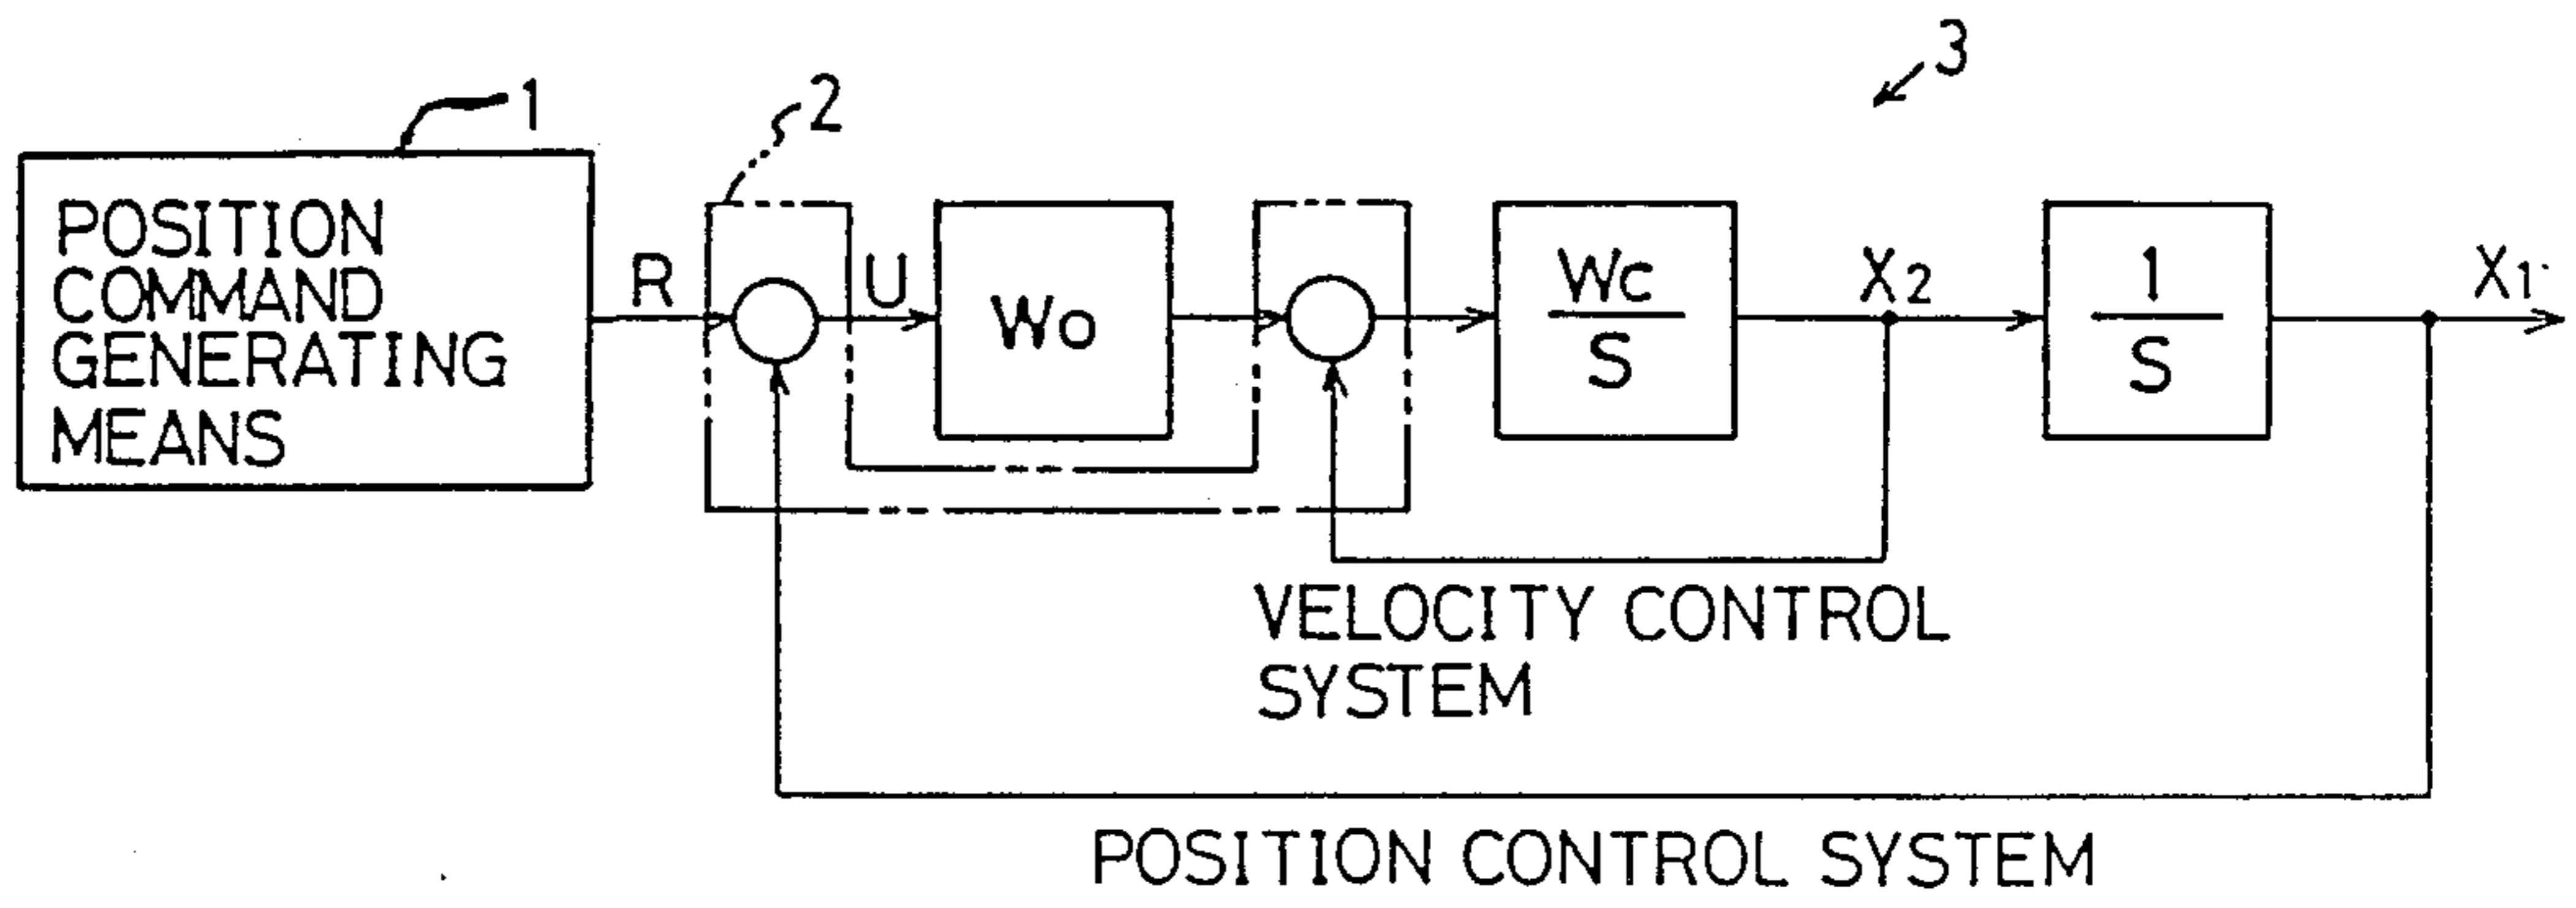 3
1
2
POSITION
COMMAND
GENERATING
MEANS
R
U
Wo
Wc
S
X2
1
S
X1
VELOCITY CONTROL
SYSTEM
POSITION CONTROL SYSTEM